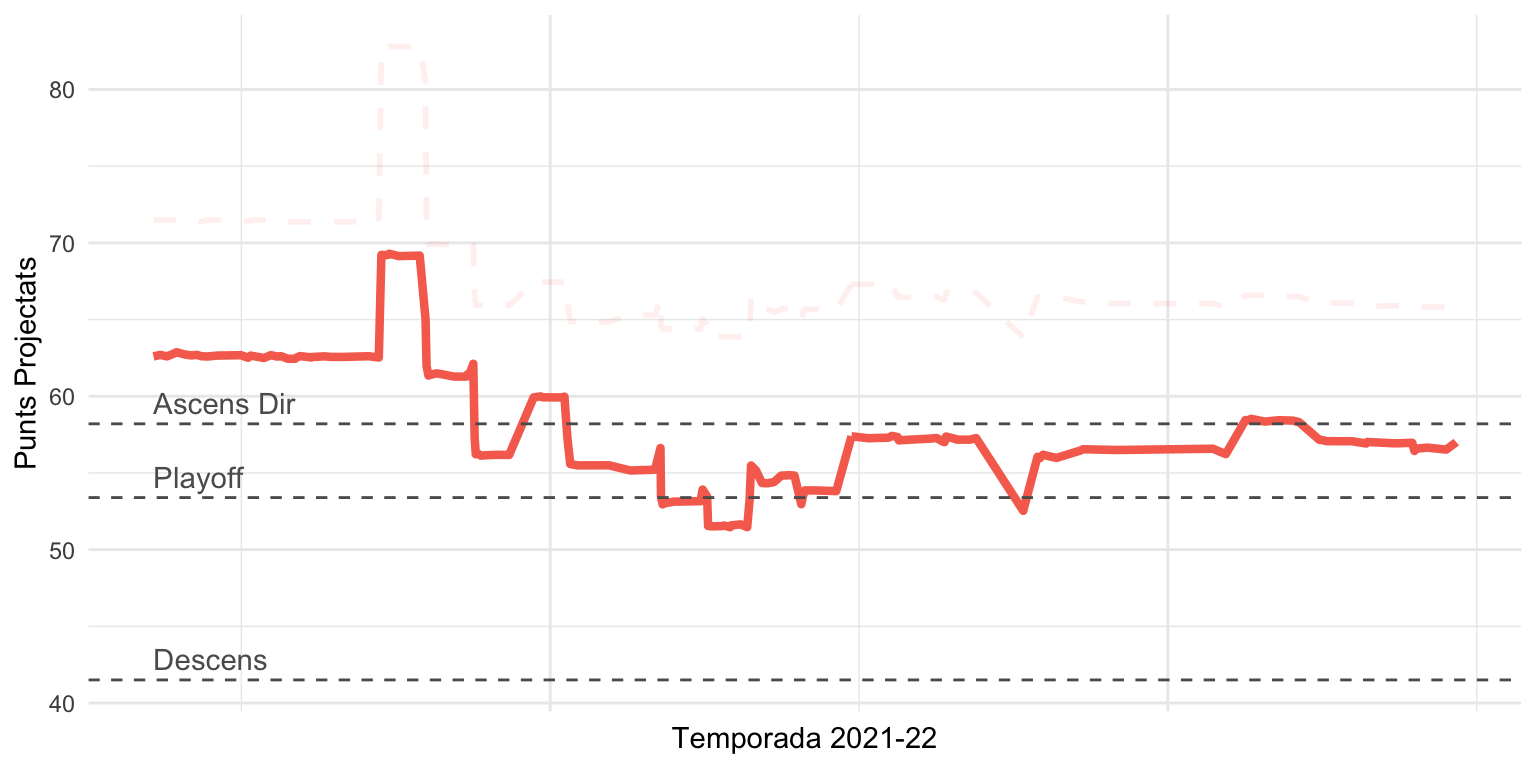 80
70
60
50
40
Punts Projectats
Ascens Dir
Playoff
Descens
Temporada 2021-22